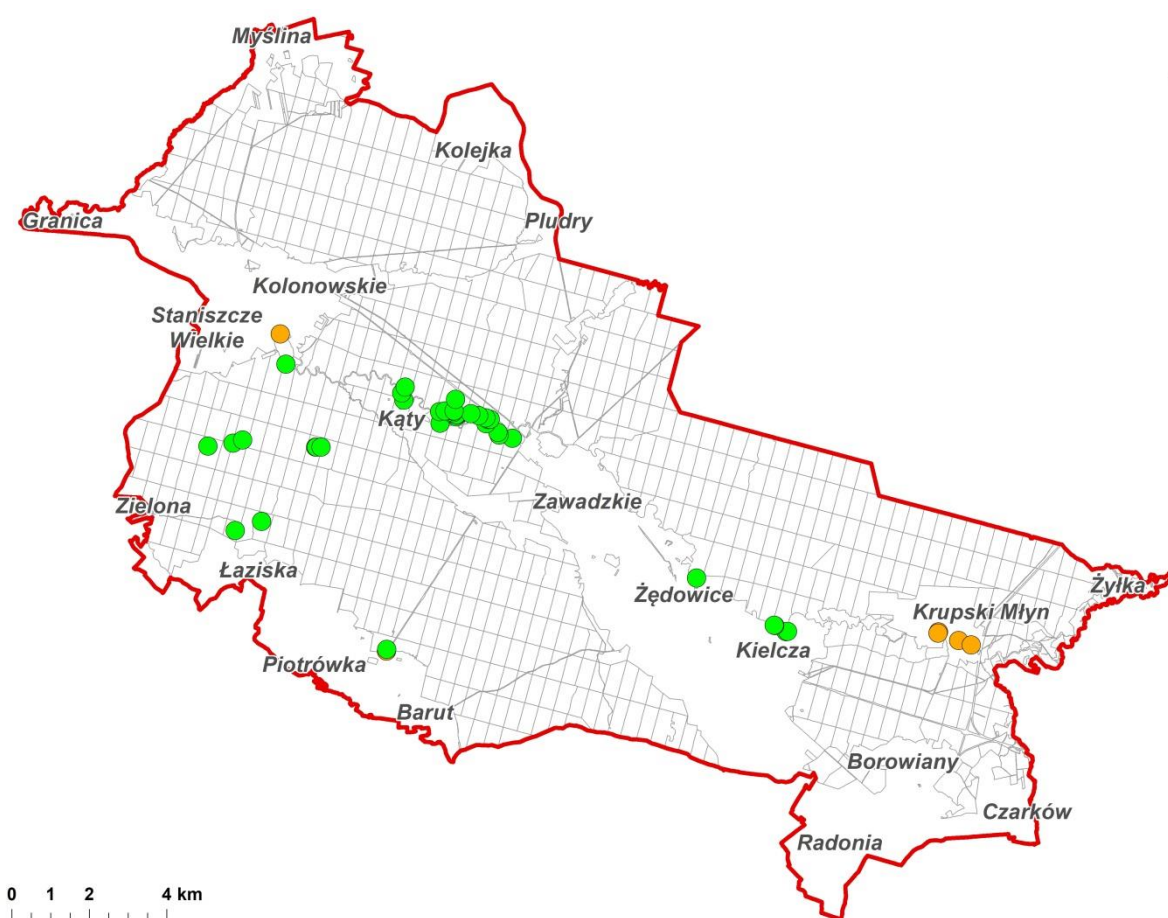 Myślina
Kolejka
Granica
Pludry
Kolonowskie
Staniszcze
Wielkie
Kąty
Zielona
Zawadzkie
Łaziska
Żędowice
Żyłka
Krupski Młyn
Kielcza
Piotrówka
Barut
Borowiany
Czarków
Radonia
0 1 2 4 km